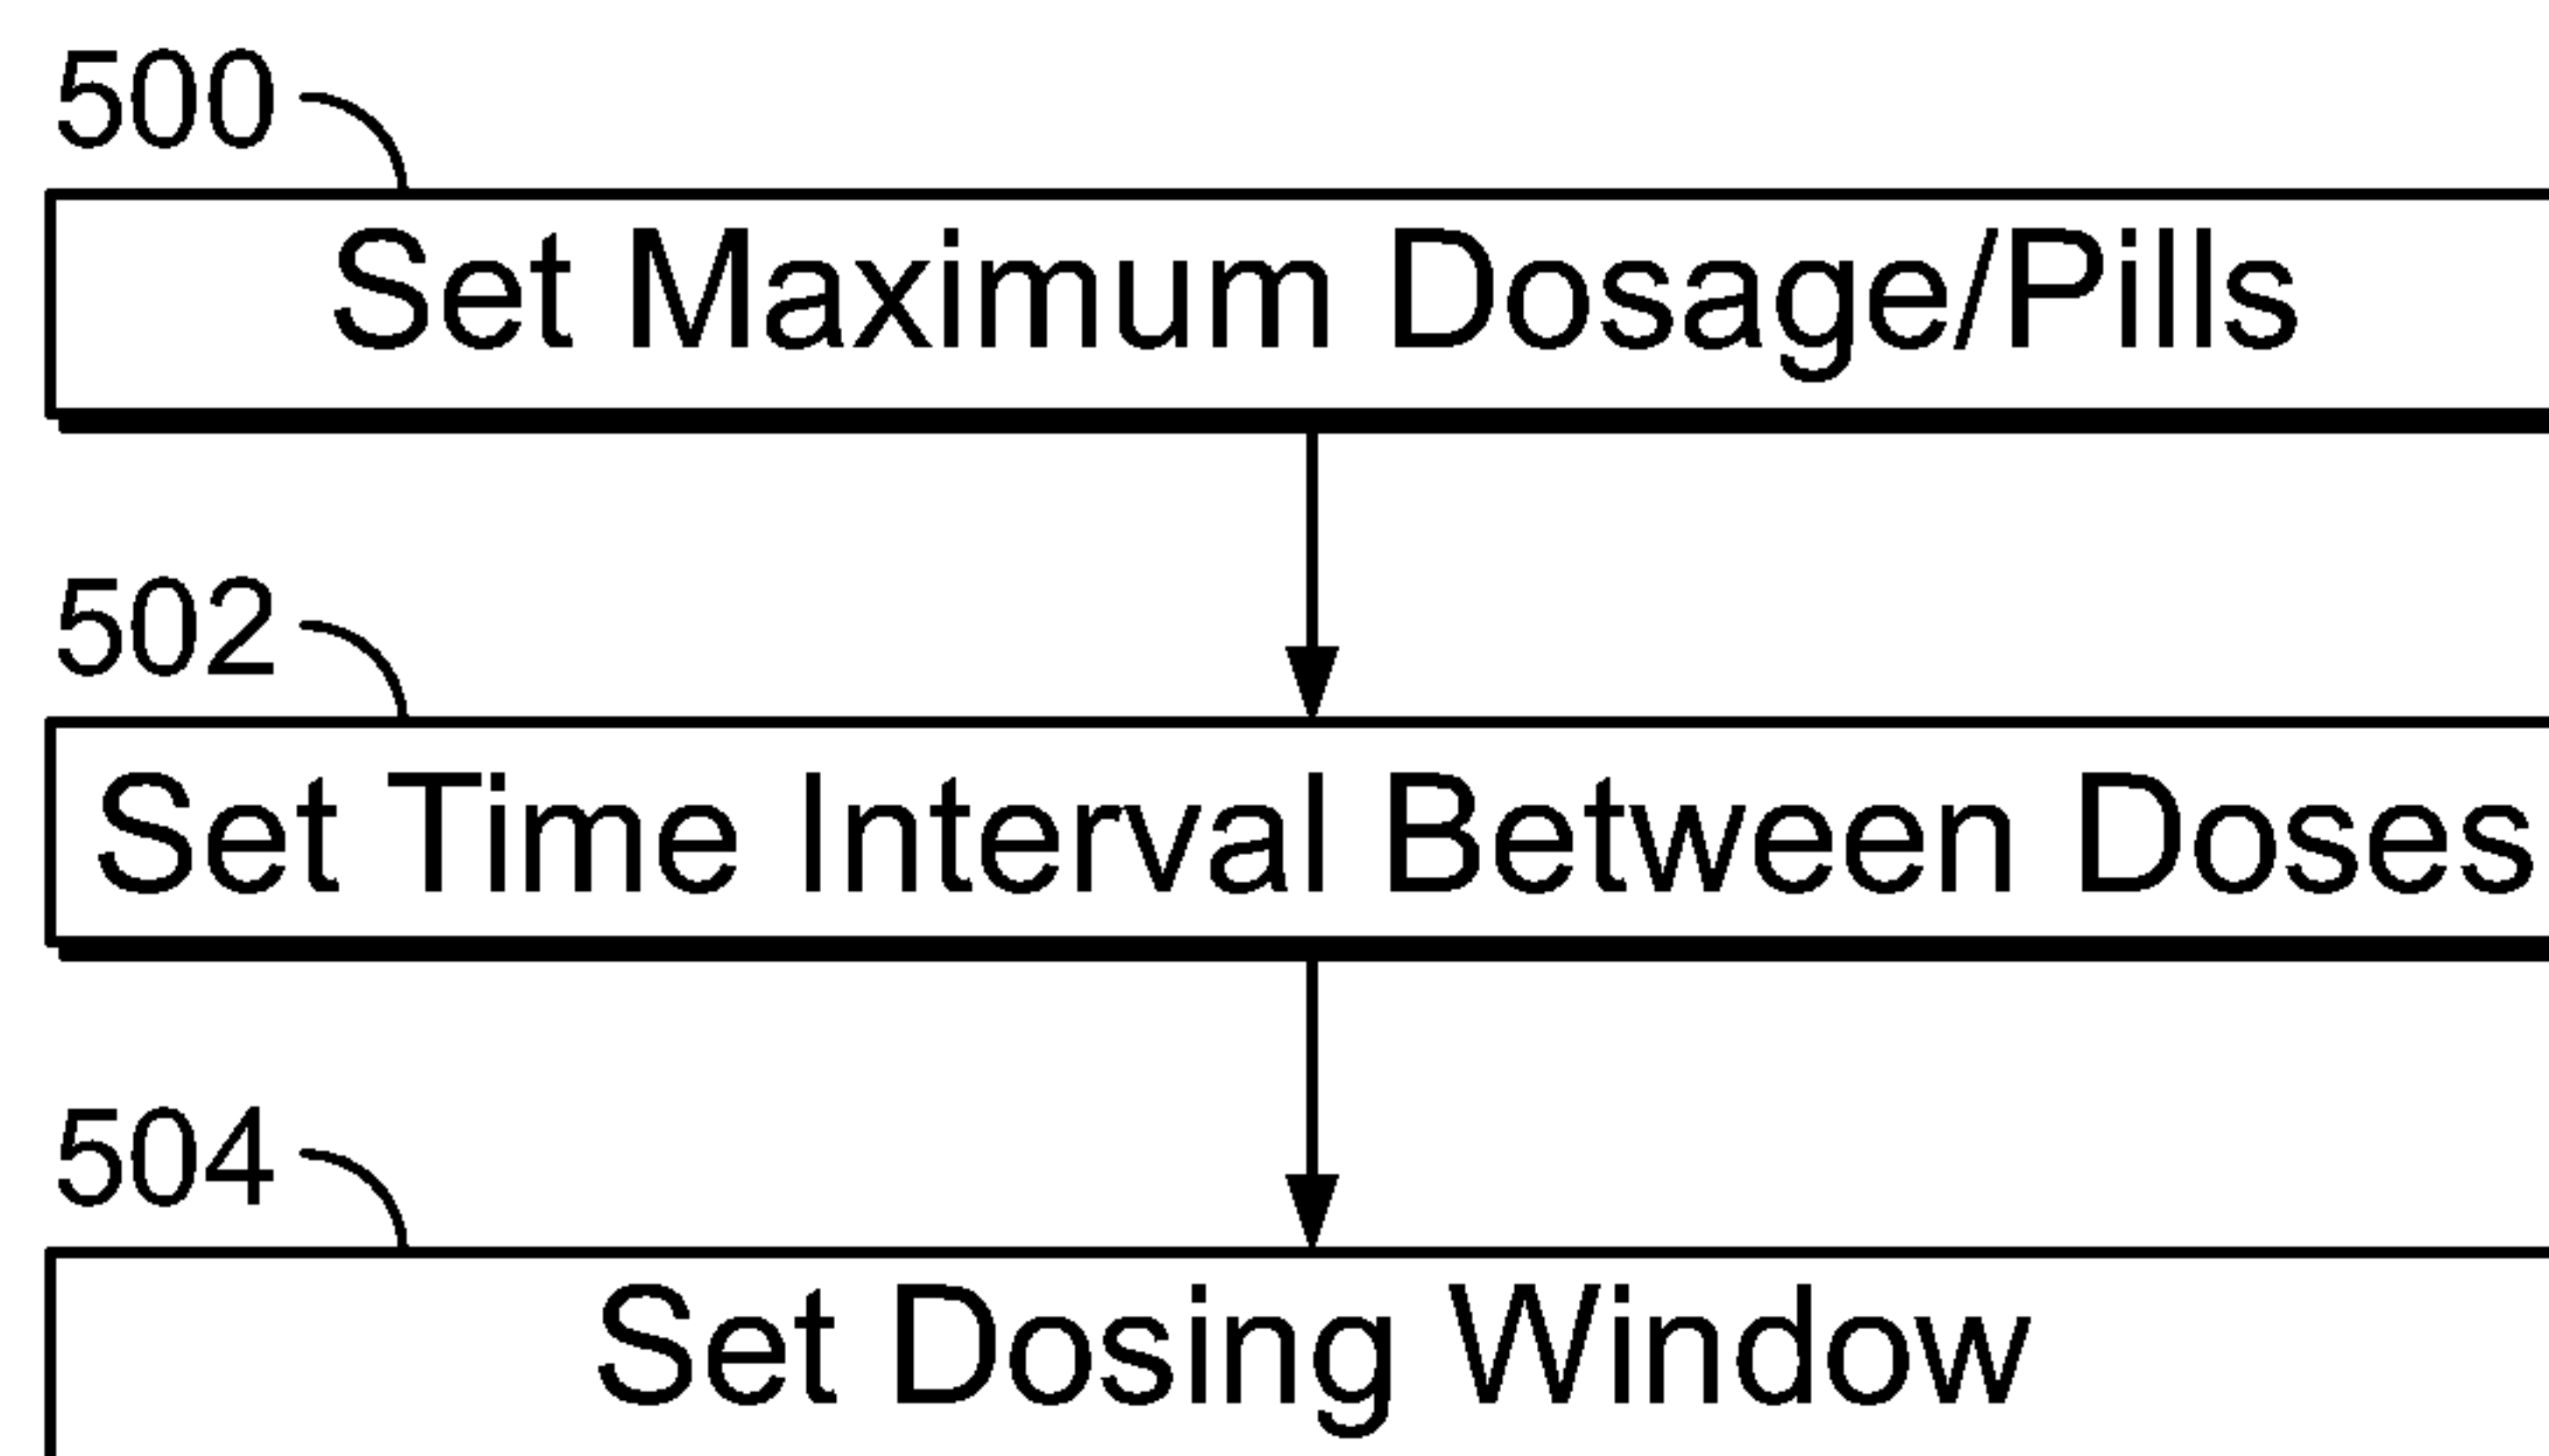 500
Set Maximum Dosage/Pills
502
Set Time Interval Between Doses
504
Set Dosing Window